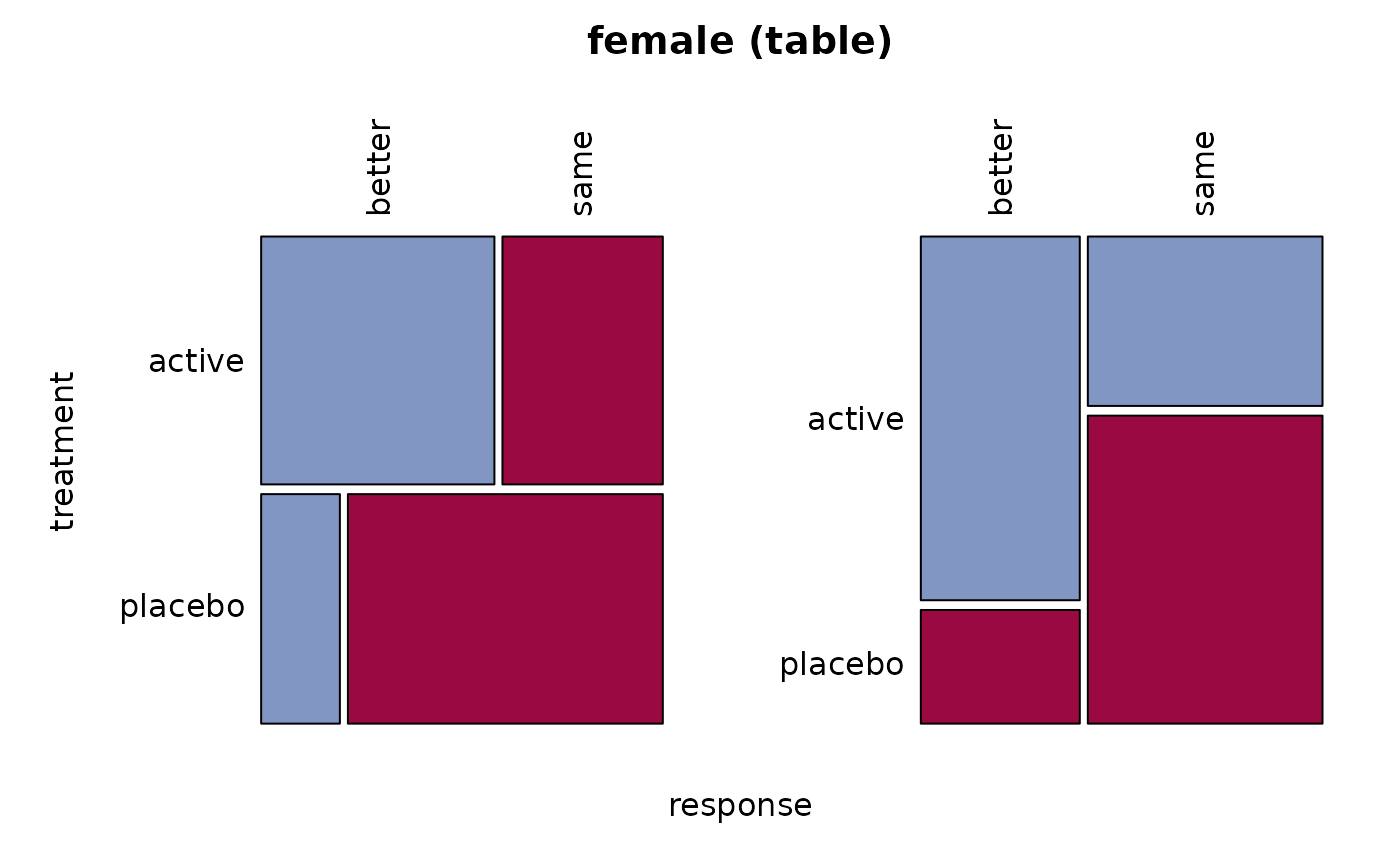 female (table)
better
same
better
same
treatment
active
placebo
active
placebo
response